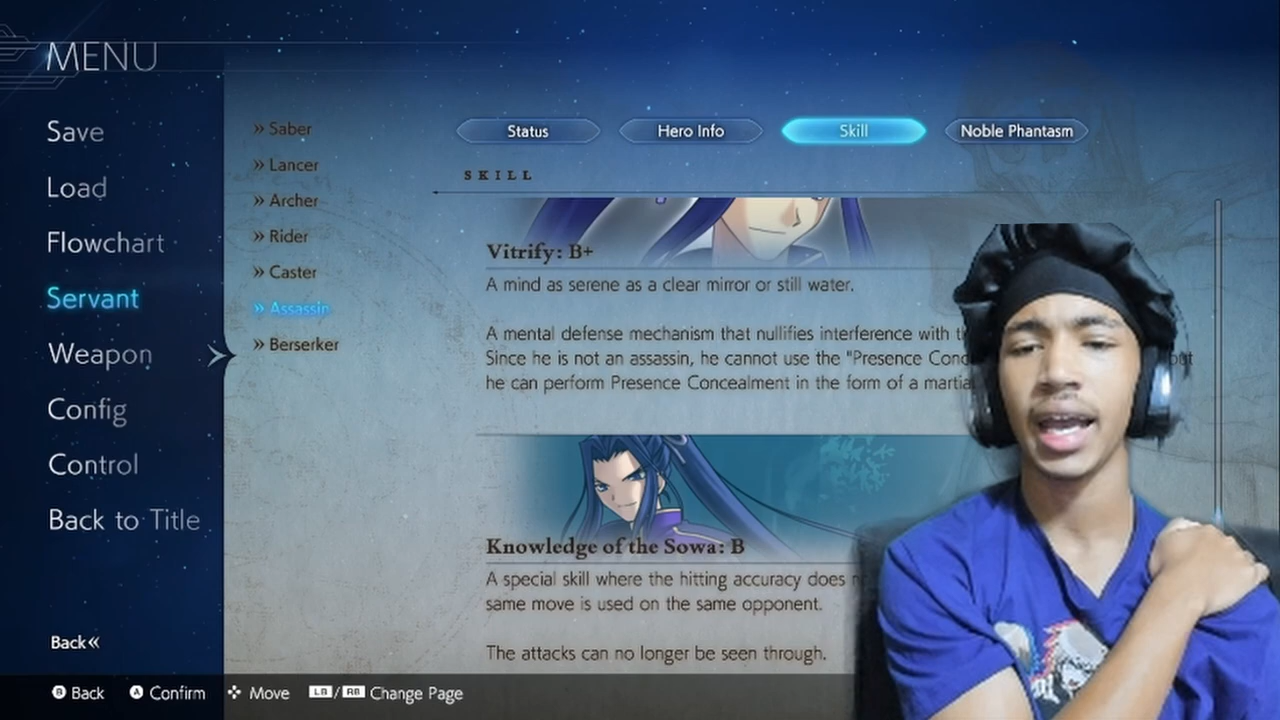 MENU
Save
Load
Flowchart
Servant
Weapon
Config
Control
Back to Title
Back«
» Saber
» Lancer
» Archer
» Rider
» Caster
» Assassin
» Berserker
Status
Hero Info
Skill
Noble Phantasm
SKILL
Vitrify: B+
A mind as serene as a clear mirror or still water.
A mental defense mechanism that nullifies interference with
Since he is not an assassin, he cannot use the "Presence
he can perform Presence Concealment in the form of a
Knowledge of the Sowa: B
A special skill where the hitting accuracy does
same move is used on the same opponent.
The attacks can no longer be seen through.
B Back A Confirm Move LB/RB Change Page